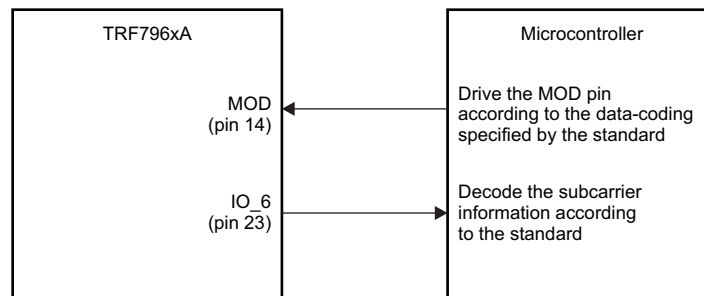 TRF796xA
Microcontroller
MOD
(pin 14)
Drive the MOD pin
according to the data-coding
specified by the standard
IO_6
(pin 23)
Decode the subcarrier
information according
to the standard